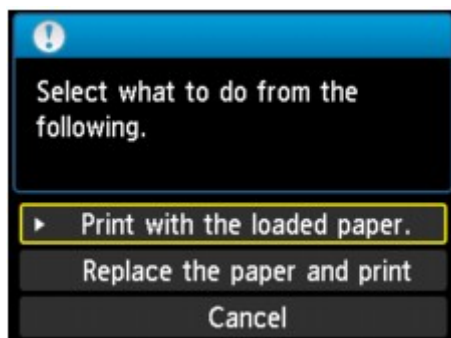 Select what to do from the
following.
Print with the loaded paper.
Replace the paper and print
Cancel